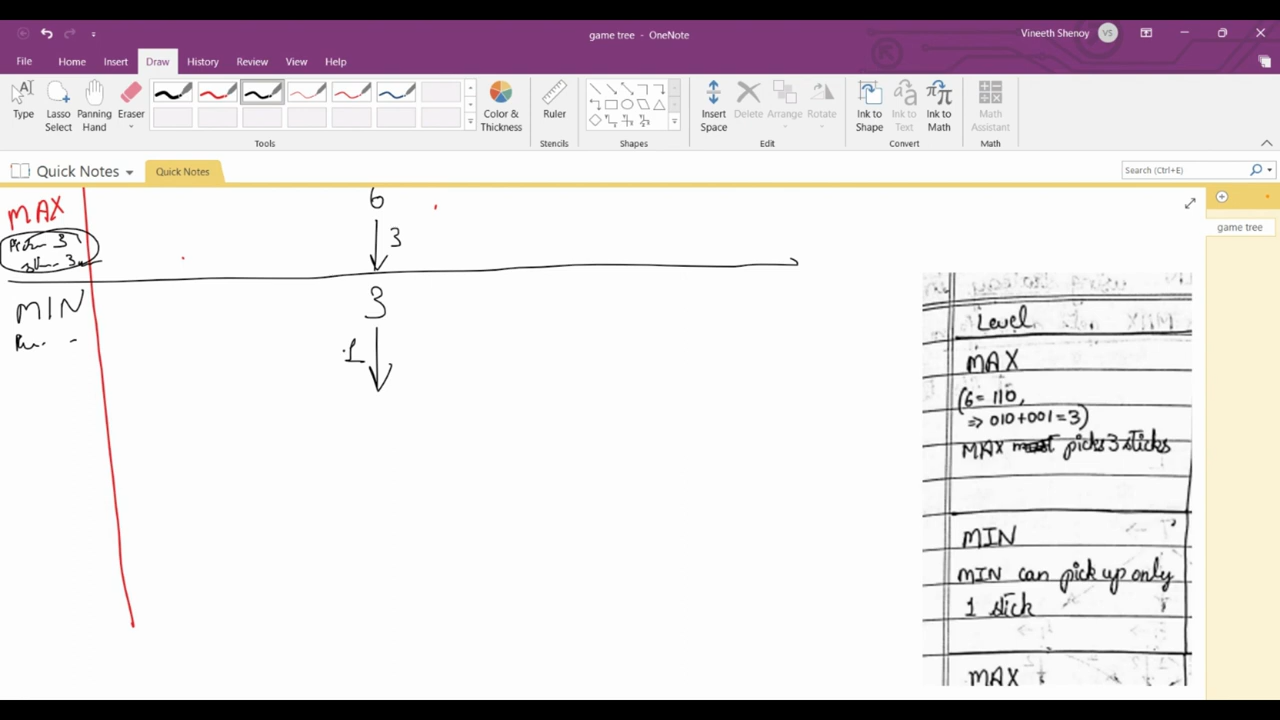 game tree - OneNote
Vineeth Shenoy
VS
File
Home
Insert
Draw
History
Review
View
Help
Type
Lasso
Select
Panning
Hand
Eraser
Color &
Thickness
Ruler
Insert
Space
Delete
Arrange
Rotate
Ink to
Shape
Ink to
Text
Ink to
Math
Math
Assistant
Tools
Stencils
Shapes
Edit
Convert
Math
Quick Notes
Quick Notes
Search (Ctrl+E)
game tree
MAX
6
3
3
3
MIN
3
1
Level
MAX
(6 = 110,
⇒ 010+001=3)
MAX picks 3 sticks
MIN
MIN can pick up only
1 stick
MAX